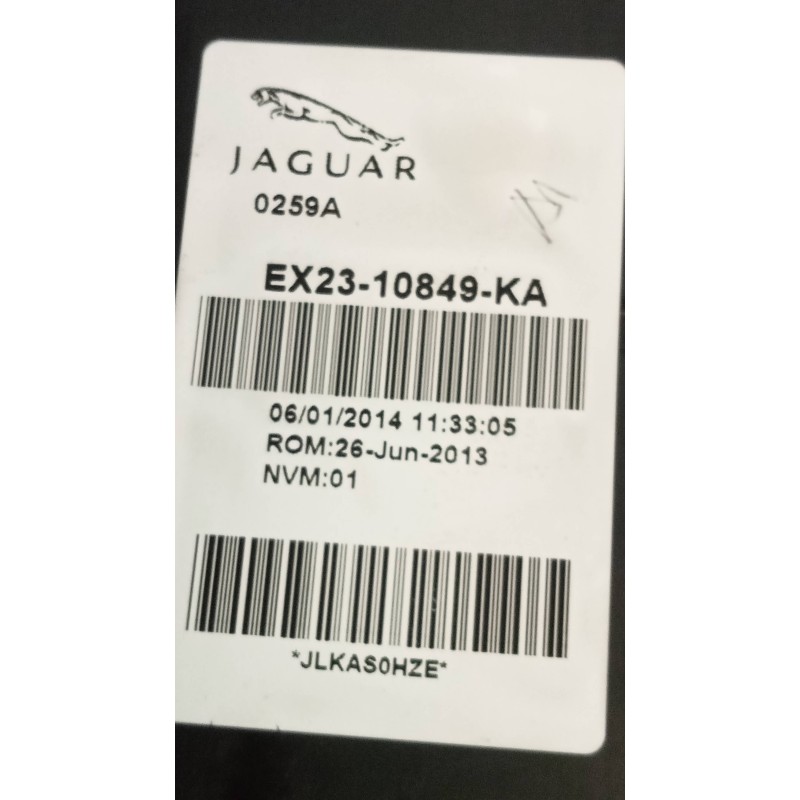 JAGUAR
0259A
EX23-10849-KA
06/01/2014 11:33:05
ROM:26-Jun-2013
NVM:01
*JLKAS0HZE*